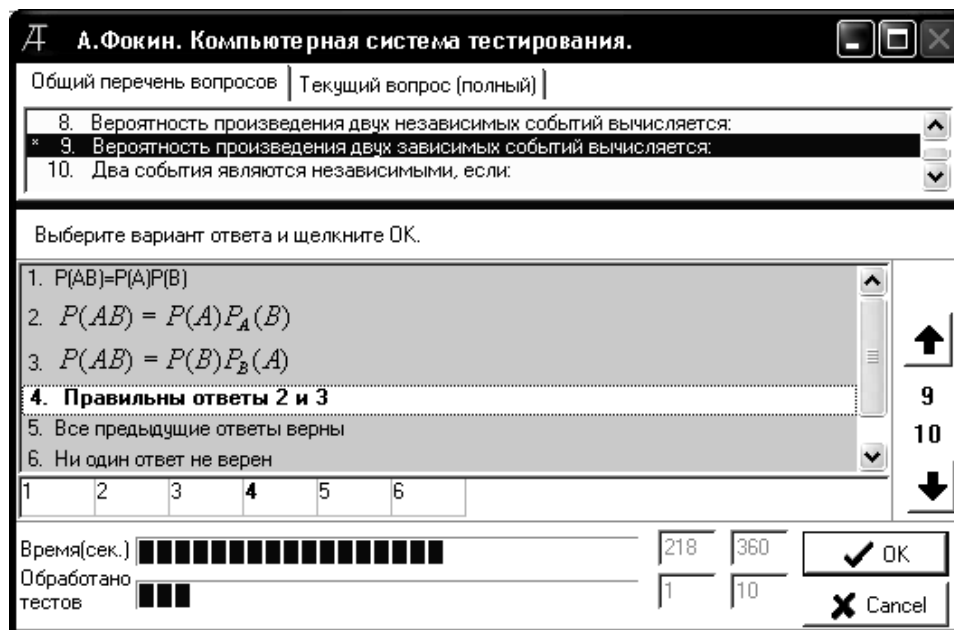 А.Фокин. Компьютерная система тестирования.
Общий перечень вопросов Текущий вопрос (полный)
8. Вероятность произведения двух независимых событий вычисляется:
* 9. Вероятность произведения двух зависимых событий вычисляется:
10. Два события являются независимыми, если:
Выберите вариант ответа и щелкните OK.
1. P(AB)=P(A)P(B)
2. P(AB) = P(A)P_A(B)
3. P(AB) = P(B)P_B(A)
4. Правильны ответы 2 и 3
5. Все предыдущие ответы верны
6. Ни один ответ не верен
9
10
1 2 3 4 5 6
Время(сек.) 218 360 OK
Обработано
тестов 1 10 Cancel